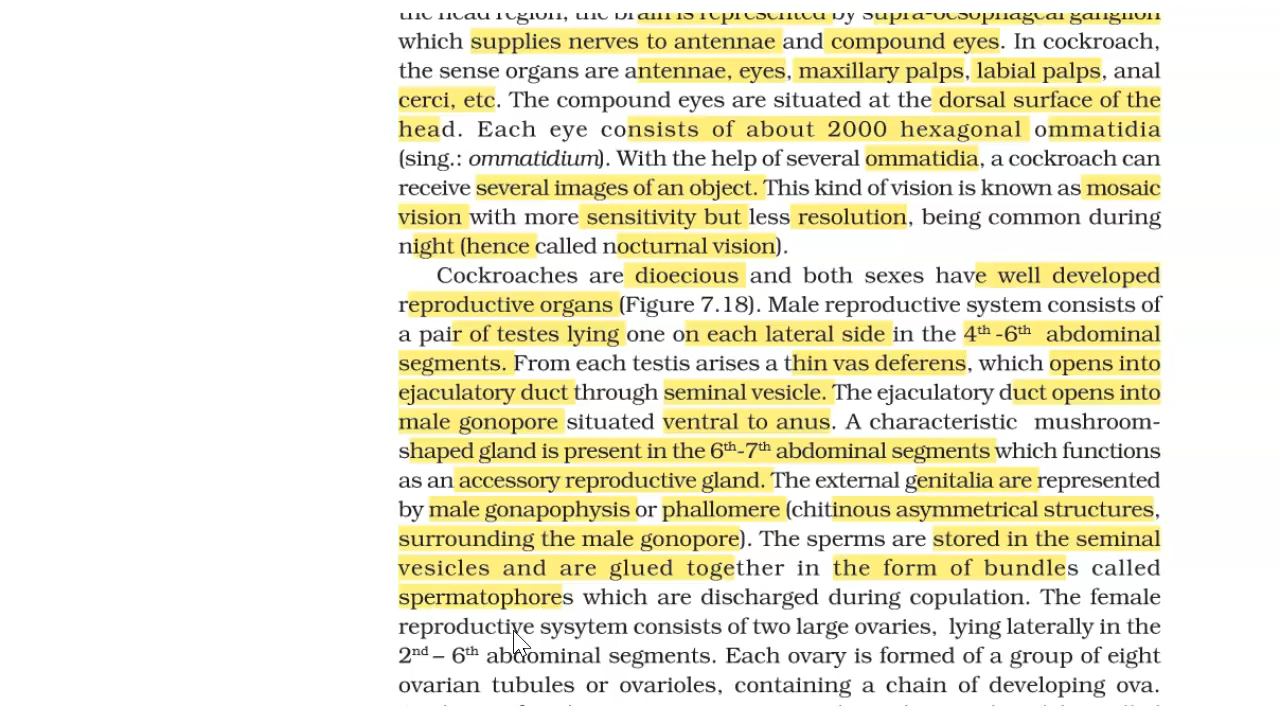 the head region, the brain is represented by supra-oesophageal ganglion
which supplies nerves to antennae and compound eyes. In cockroach,
the sense organs are antennae, eyes, maxillary palps, labial palps, anal
cerci, etc. The compound eyes are situated at the dorsal surface of the
head. Each eye consists of about 2000 hexagonal ommatidia
(sing.: ommatidium). With the help of several ommatidia, a cockroach can
receive several images of an object. This kind of vision is known as mosaic
vision with more sensitivity but less resolution, being common during
night (hence called nocturnal vision).
Cockroaches are dioecious and both sexes have well developed
reproductive organs (Figure 7.18). Male reproductive system consists of
a pair of testes lying one on each lateral side in the 4th -6th abdominal
segments. From each testis arises a thin vas deferens, which opens into
ejaculatory duct through seminal vesicle. The ejaculatory duct opens into
male gonopore situated ventral to anus. A characteristic mushroom-
shaped gland is present in the 6th-7th abdominal segments which functions
as an accessory reproductive gland. The external genitalia are represented
by male gonapophysis or phallomere (chitinous asymmetrical structures,
surrounding the male gonopore). The sperms are stored in the seminal
vesicles and are glued together in the form of bundles called
spermatophores which are discharged during copulation. The female
reproductive sysytem consists of two large ovaries, lying laterally in the
2nd – 6th abdominal segments. Each ovary is formed of a group of eight
ovarian tubules or ovarioles, containing a chain of developing ova.